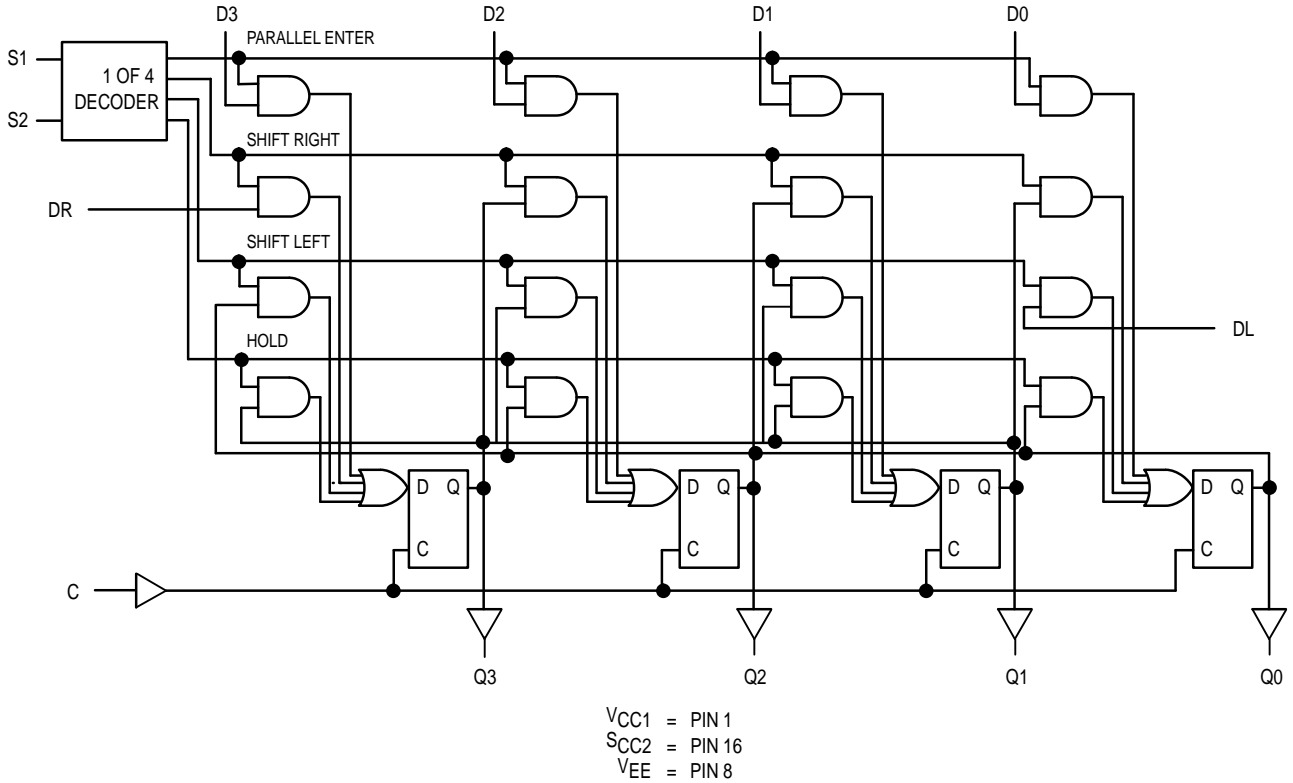 D3 D2 D1 D0
PARALLEL ENTER
S1
1 OF 4
DECODER
S2
SHIFT RIGHT
DR
SHIFT LEFT
DL
HOLD
D Q D Q D Q D Q
C C C C
C
Q3 Q2 Q1 Q0
VCC1 = PIN 1
SCC2 = PIN 16
VEE = PIN 8